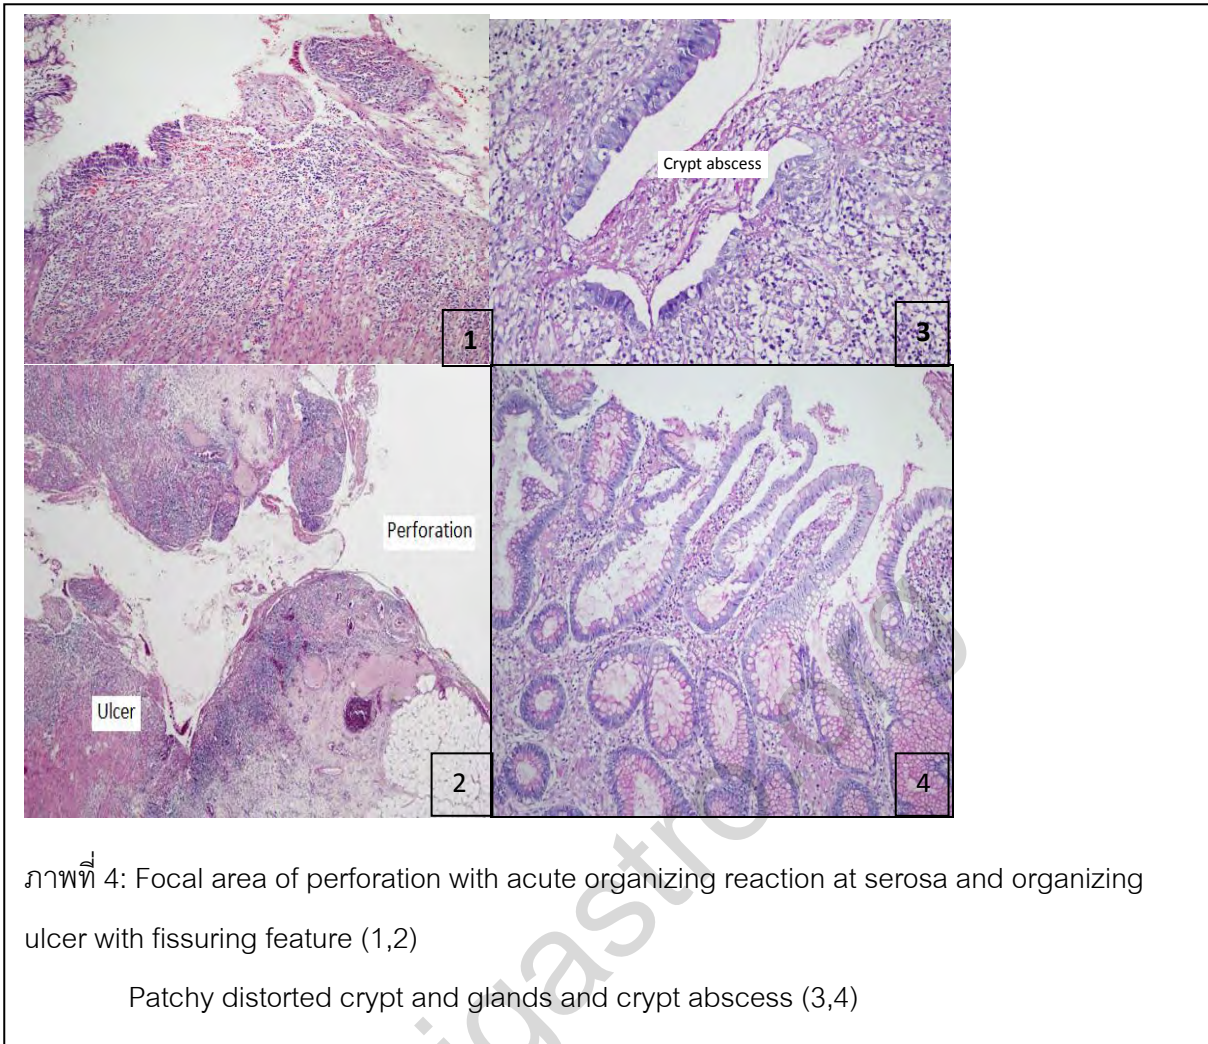 Crypt abscess
1
3
Perforation
Ulcer
2
4
ภาพที่ 4: Focal area of perforation with acute organizing reaction at serosa and organizing
ulcer with fissuring feature (1,2)
Patchy distorted crypt and glands and crypt abscess (3,4)